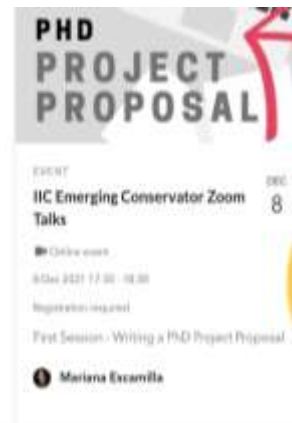 PHD
PROJECT
PROPOSAL
EVENT
DEC
IIC Emerging Conservator Zoom
8
Talks
Online event
8 Dec 2021 17:30 - 18:30
Registration required
First Session - Writing a PhD Project Proposal
Mariana Escamilla